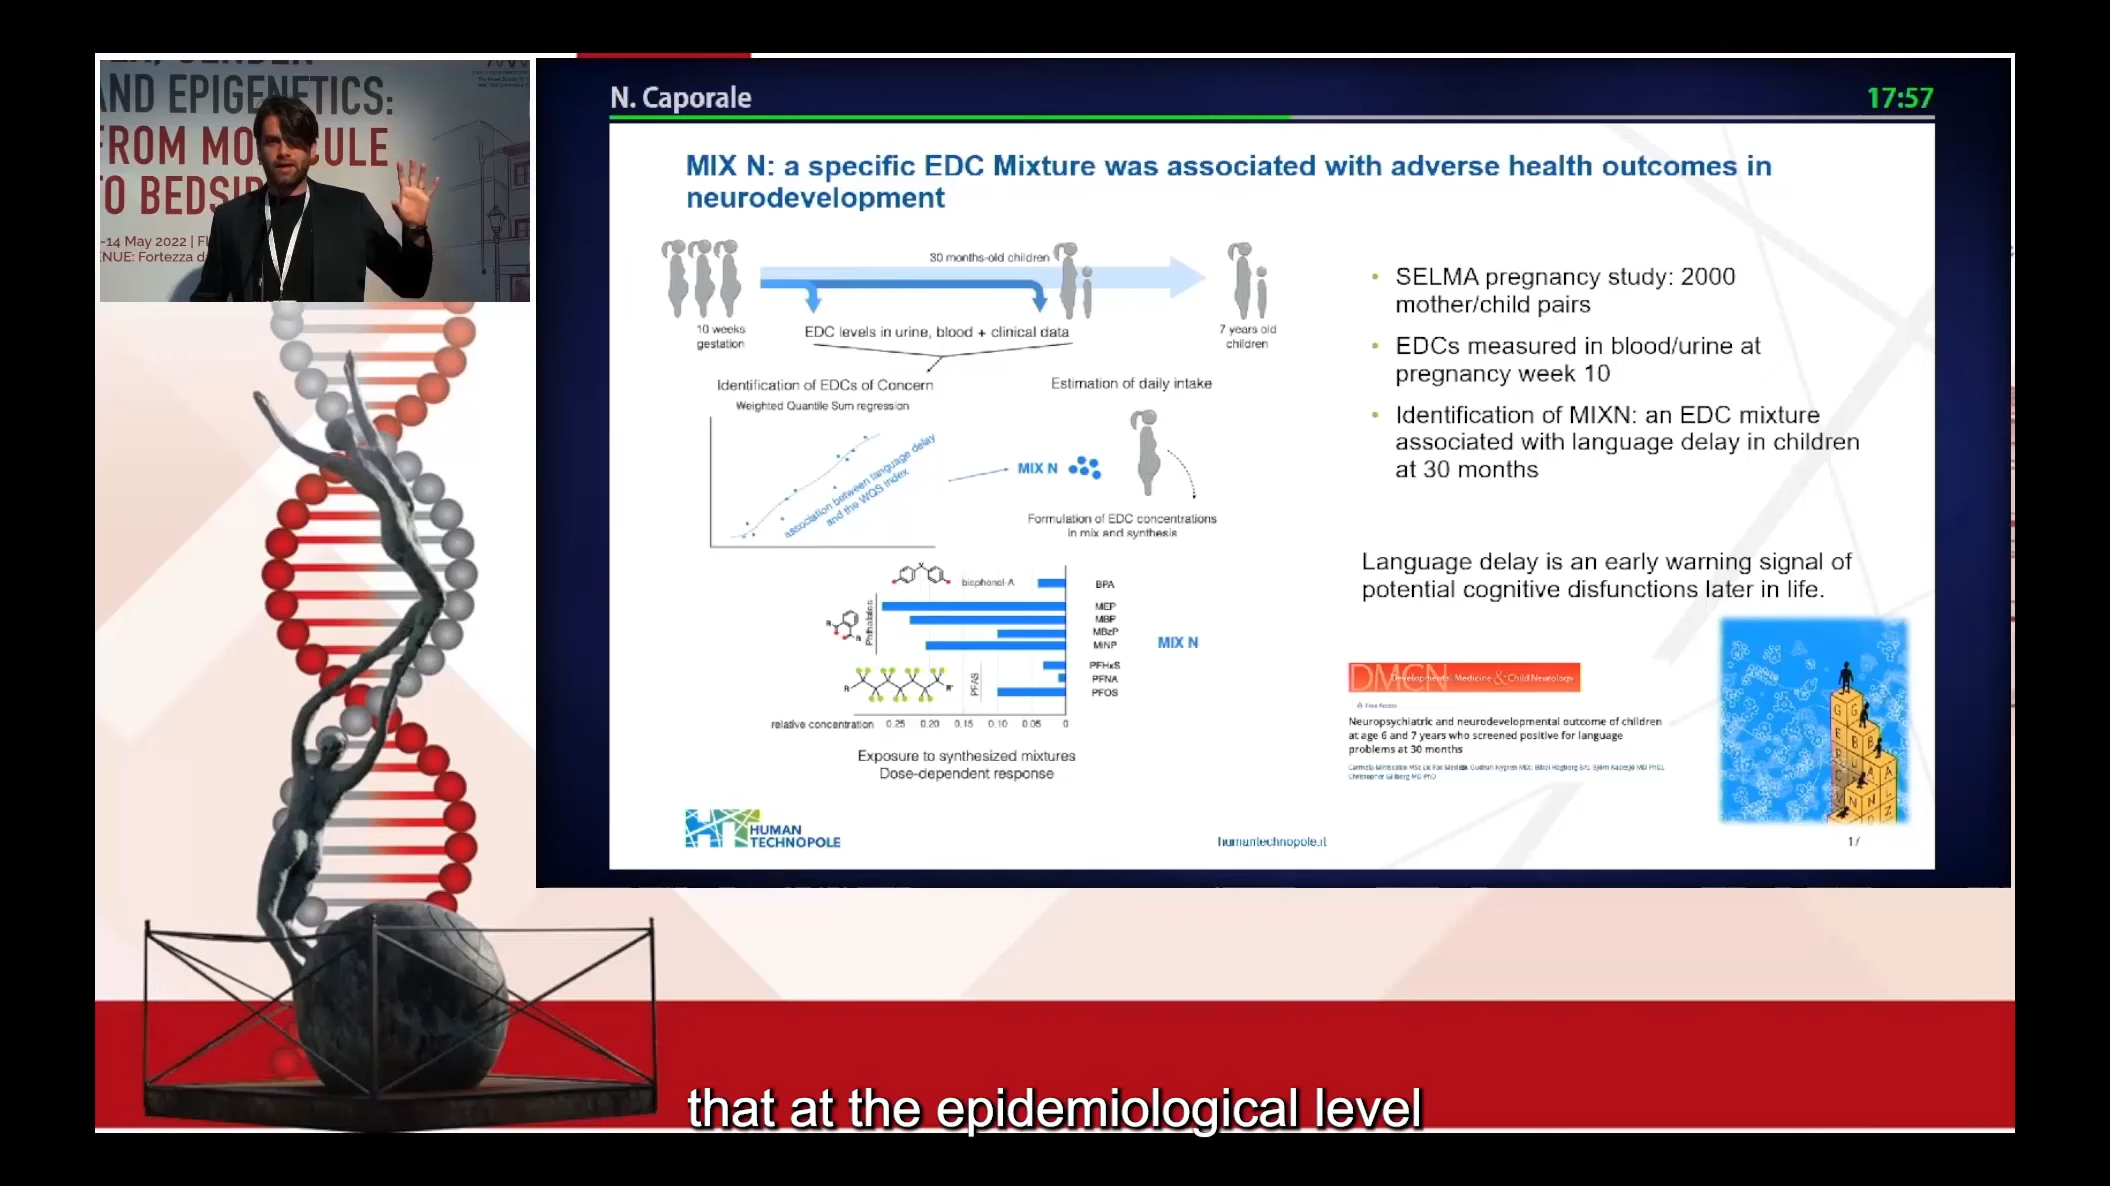 AND EPIGENETICS:
FROM MOLECULE
TO BEDSI
-14 May 2022 | Fl
NUE: Fortezza d
N. Caporale
17:57
MIX N: a specific EDC Mixture was associated with adverse health outcomes in
neurodevelopment
30 months-old children
10 weeks
gestation
EDC levels in urine, blood + clinical data
7 years old
children
Identification of EDCs of Concern
Weighted Quantile Sum regression
association between language delay
and the WQS index
Estimation of daily intake
MIX N
Formulation of EDC concentrations
in mix and synthesis
bisphenol-A
BPA
Phthalates
MEP
MBP
MBzP
MiNP
MIX N
PFAS
PFHxS
PFNA
PFOS
R
R'
relative concentration 0.25 0.20 0.15 0.10 0.05 0
Exposure to synthesized mixtures
Dose-dependent response
• SELMA pregnancy study: 2000
mother/child pairs
• EDCs measured in blood/urine at
pregnancy week 10
• Identification of MIXN: an EDC mixture
associated with language delay in children
at 30 months
Language delay is an early warning signal of
potential cognitive disfunctions later in life.
DMCN Developmental Medicine & Child Neurology
Free Access
Neuropsychiatric and neurodevelopmental outcome of children
at age 6 and 7 years who screened positive for language
problems at 30 months
HUMAN
TECHNOPOLE
humantechnopole.it
17
that at the epidemiological level